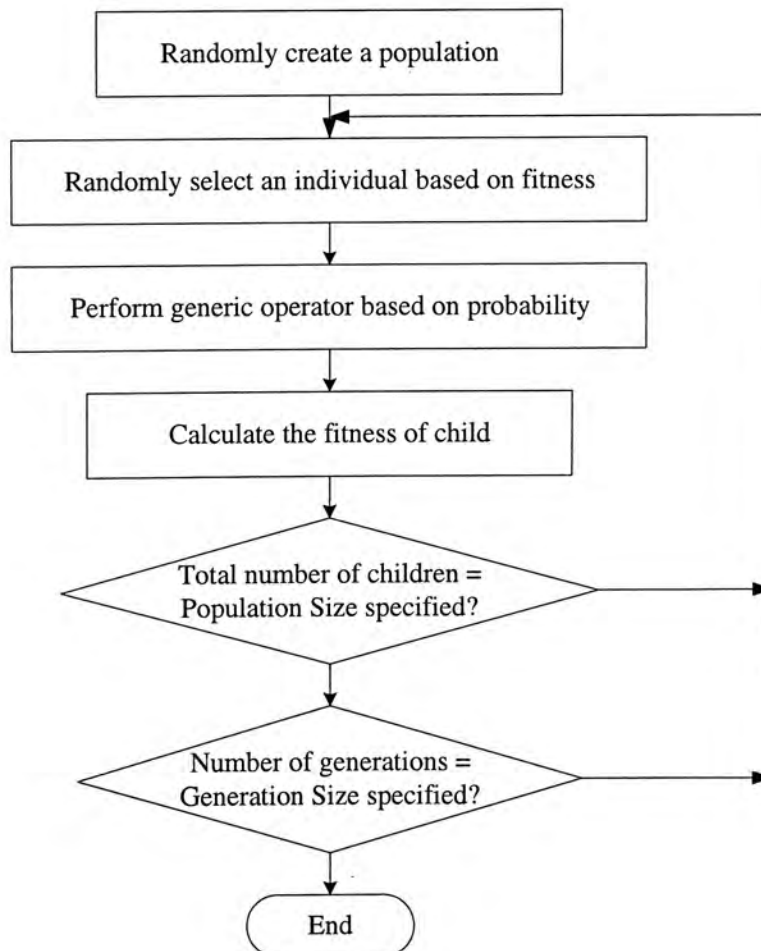 Randomly create a population
Randomly select an individual based on fitness
Perform generic operator based on probability
Calculate the fitness of child
Total number of children =
Population Size specified?
Number of generations =
Generation Size specified?
End